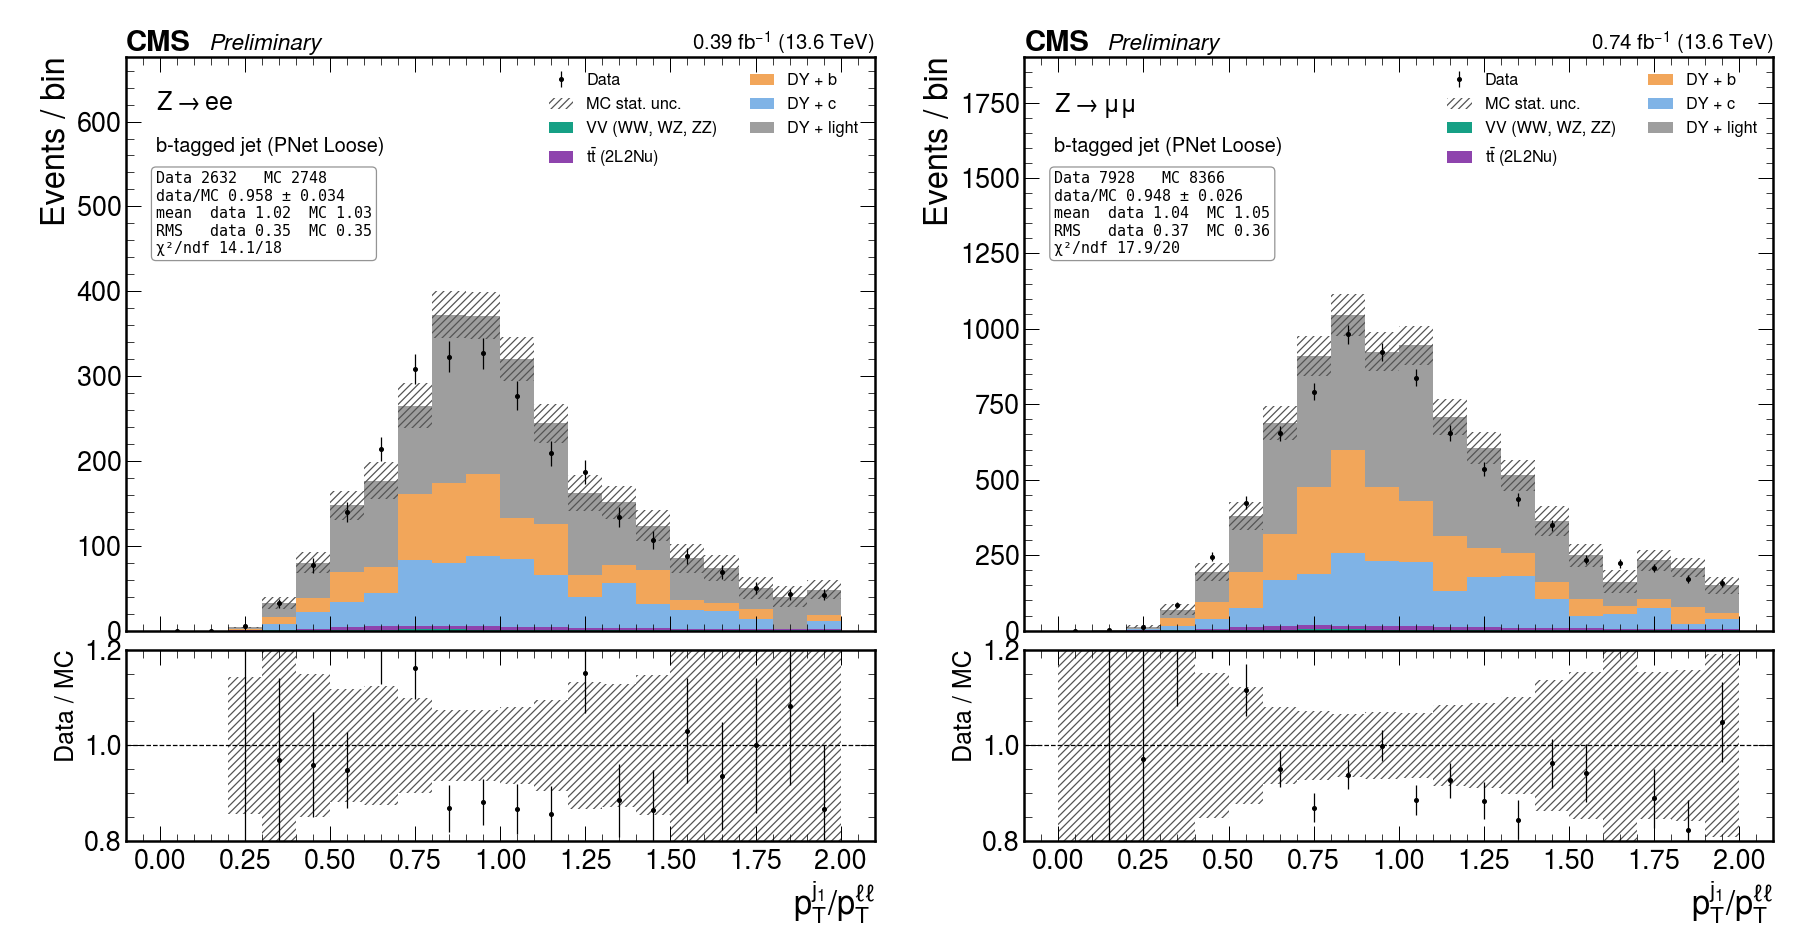 CMS Preliminary 0.39 fb⁻¹ (13.6 TeV)
Events / bin
Z → ee
b-tagged jet (PNet Loose)
Data 2632 MC 2748
data/MC 0.958 ± 0.034
mean data 1.02 MC 1.03
RMS data 0.35 MC 0.35
χ²/ndf 14.1/18
Data
MC stat. unc.
VV (WW, WZ, ZZ)
tt̄ (2L2Nu)
DY + b
DY + c
DY + light
600
500
400
300
200
100
0
Data / MC
1.2
1.0
0.8
0.00 0.25 0.50 0.75 1.00 1.25 1.50 1.75 2.00
p_T^{j₁}/p_T^{ℓℓ}
CMS Preliminary 0.74 fb⁻¹ (13.6 TeV)
Events / bin
Z → μμ
b-tagged jet (PNet Loose)
Data 7928 MC 8366
data/MC 0.948 ± 0.026
mean data 1.04 MC 1.05
RMS data 0.37 MC 0.36
χ²/ndf 17.9/20
Data
MC stat. unc.
VV (WW, WZ, ZZ)
tt̄ (2L2Nu)
DY + b
DY + c
DY + light
1750
1500
1250
1000
750
500
250
0
Data / MC
1.2
1.0
0.8
0.00 0.25 0.50 0.75 1.00 1.25 1.50 1.75 2.00
p_T^{j₁}/p_T^{ℓℓ}